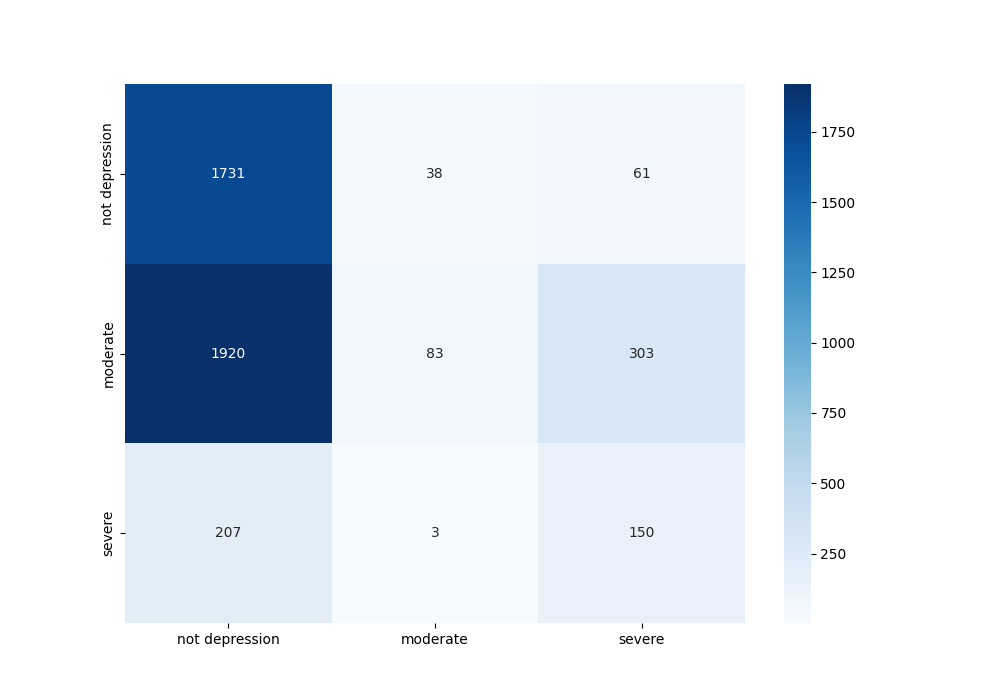 not depression
1731
38
61
moderate
1920
83
303
severe
207
3
150
not depression
moderate
severe
1750
1500
1250
1000
750
500
250